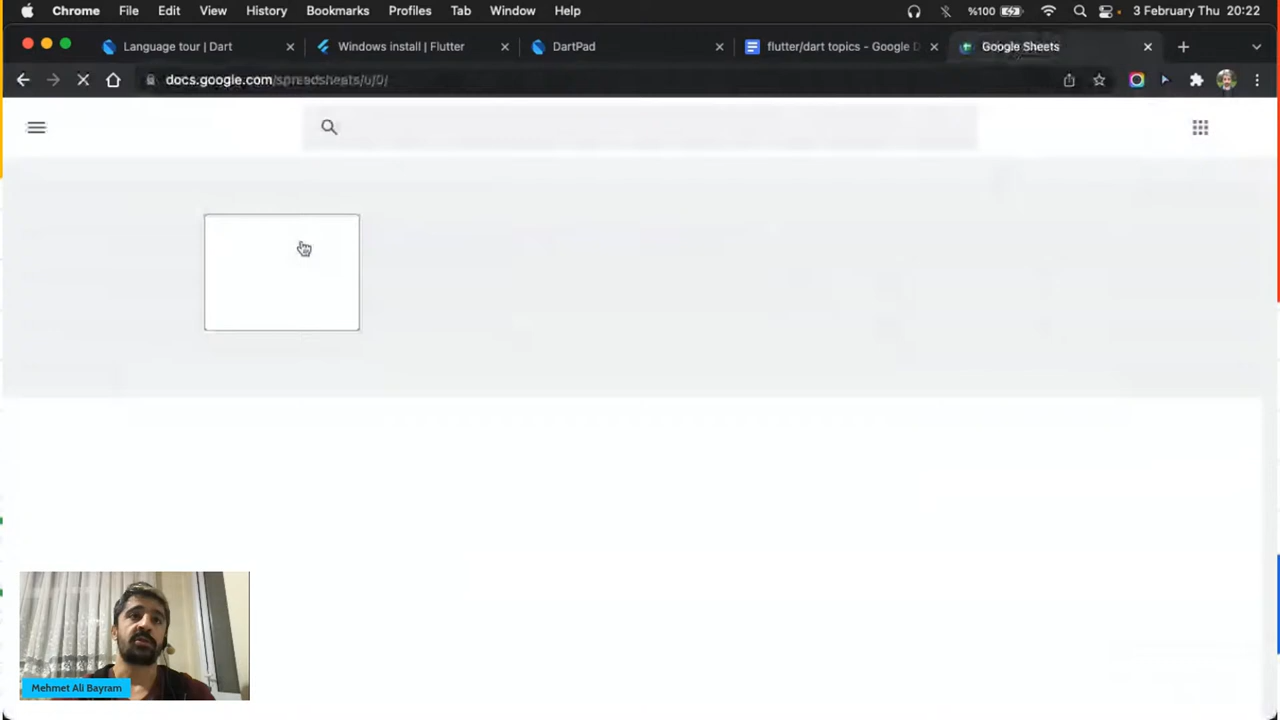 Chrome File Edit View History Bookmarks Profiles Tab Window Help %100 3 February Thu 20:22
Language tour | Dart Windows install | Flutter DartPad flutter/dart topics - Google D Google Sheets
docs.google.com/spreadsheets/u/0/
Mehmet Ali Bayram